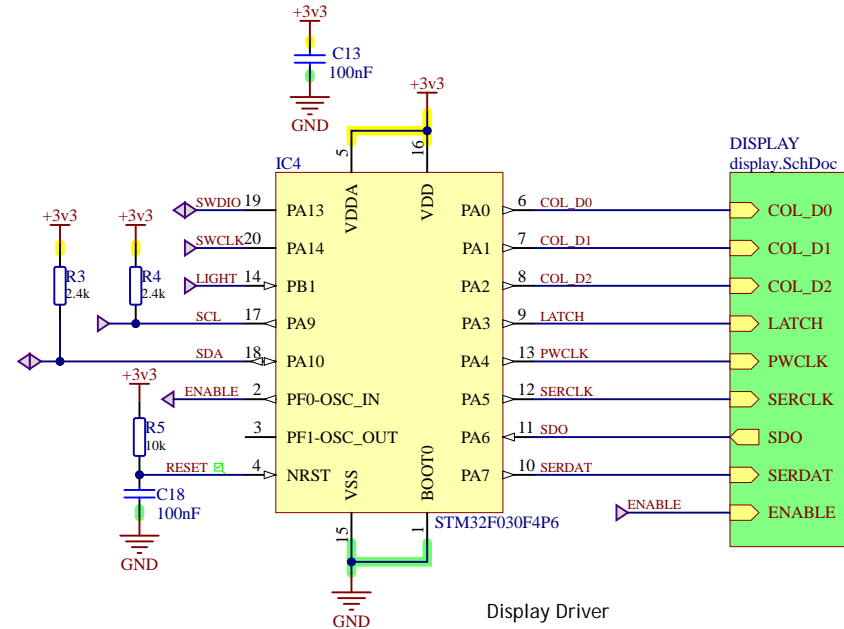 +3v3
C13
100nF
GND
+3v3
5
16
IC4
VDDA
VDD
DISPLAY
display.SchDoc
SWDIO 19 PA13
PA0 6 COL_D0
COL_D0
SWCLK 20 PA14
PA1 7 COL_D1
COL_D1
+3v3
+3v3
R3
2.4k
R4
2.4k
LIGHT 14 PB1
PA2 8 COL_D2
COL_D2
SCL 17 PA9
PA3 9 LATCH
LATCH
SDA 18 PA10
PA4 13 PWCLK
PWCLK
+3v3
ENABLE 2 PF0-OSC_IN
PA5 12 SERCLK
SERCLK
R5
10k
3 PF1-OSC_OUT
PA6 11 SDO
SDO
RESET 4 NRST
PA7 10 SERDAT
SERDAT
C18
100nF
GND
VSS
BOOT0
ENABLE
ENABLE
STM32F030F4P6
15
1
GND
Display Driver